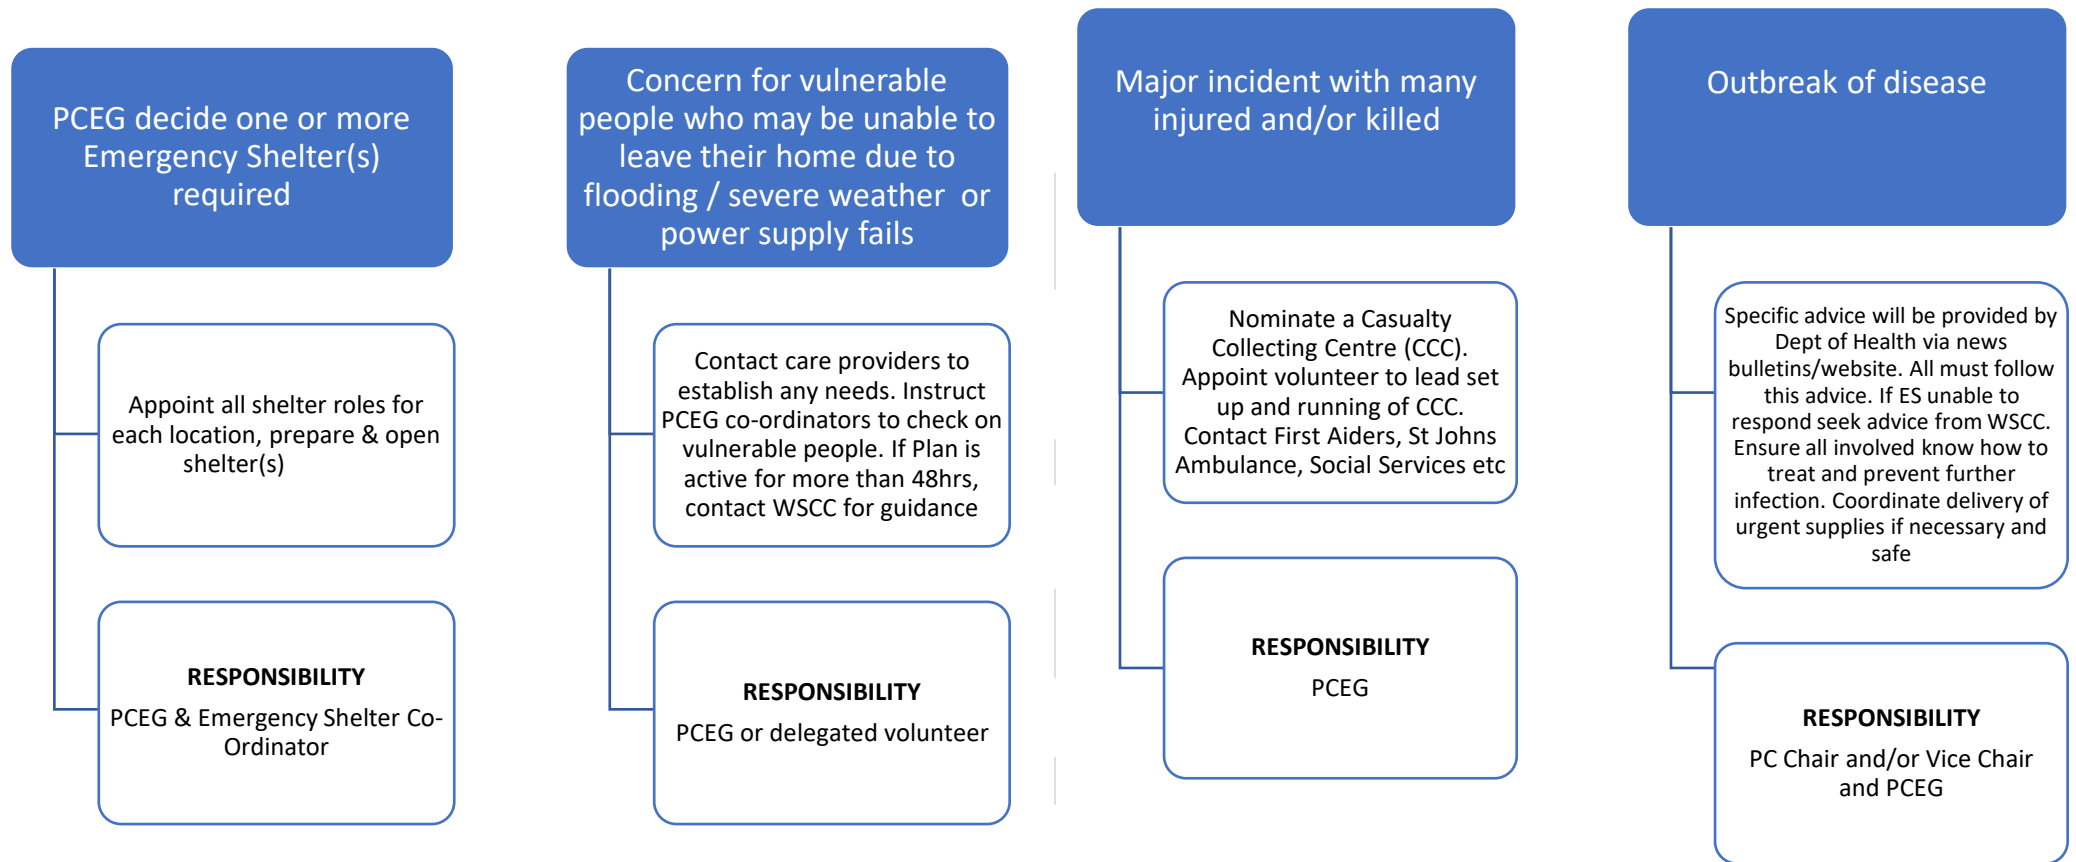 PCEG decide one or more
Emergency Shelter(s)
required
Appoint all shelter roles for
each location, prepare & open
shelter(s)
RESPONSIBILITY
PCEG & Emergency Shelter Co-
Ordinator
Concern for vulnerable
people who may be unable to
leave their home due to
flooding / severe weather or
power supply fails
Contact care providers to
establish any needs. Instruct
PCEG co-ordinators to check on
vulnerable people. If Plan is
active for more than 48hrs,
contact WSCC for guidance
RESPONSIBILITY
PCEG or delegated volunteer
Major incident with many
injured and/or killed
Nominate a Casualty
Collecting Centre (CCC).
Appoint volunteer to lead set
up and running of CCC.
Contact First Aiders, St Johns
Ambulance, Social Services etc
RESPONSIBILITY
PCEG
Outbreak of disease
Specific advice will be provided by
Dept of Health via news
bulletins/website. All must follow
this advice. If ES unable to
respond seek advice from WSCC.
Ensure all involved know how to
treat and prevent further
infection. Coordinate delivery of
urgent supplies if necessary and
safe
RESPONSIBILITY
PC Chair and/or Vice Chair
and PCEG